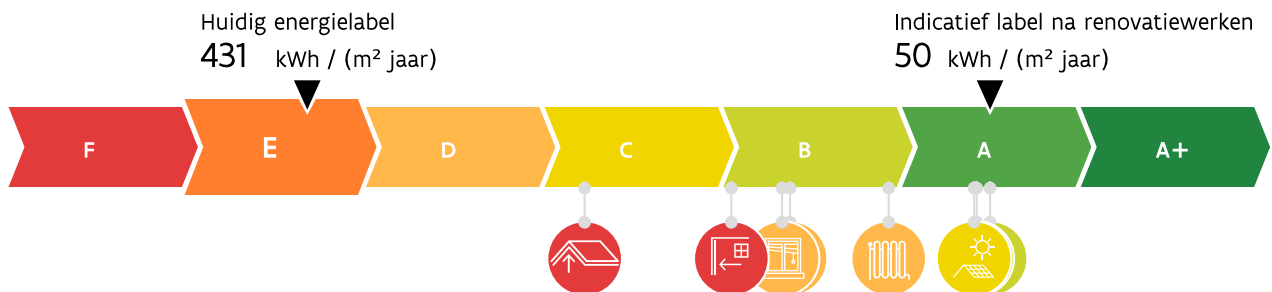 Huidig energielabel
431 kWh / (m² jaar)
Indicatief label na renovatiewerken
50 kWh / (m² jaar)
F
E
D
C
B
A
A+